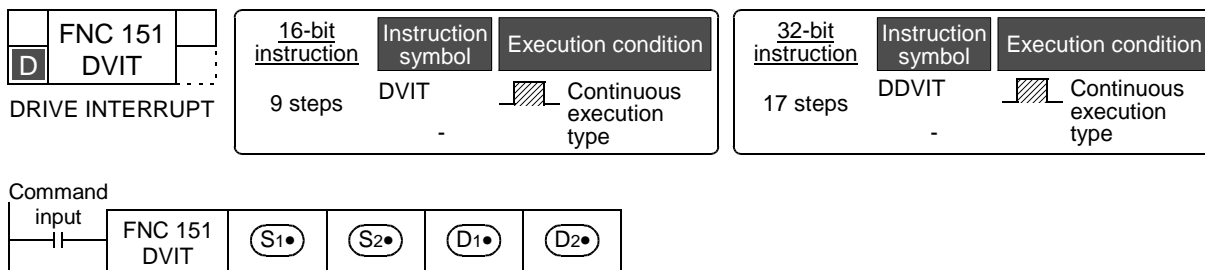 FNC 151
D DVIT
DRIVE INTERRUPT
16-bit instruction
Instruction symbol
Execution condition
9 steps
DVIT
Continuous execution type
-
32-bit instruction
Instruction symbol
Execution condition
17 steps
DDVIT
Continuous execution type
-
Command input
FNC 151
DVIT
S1•
S2•
D1•
D2•